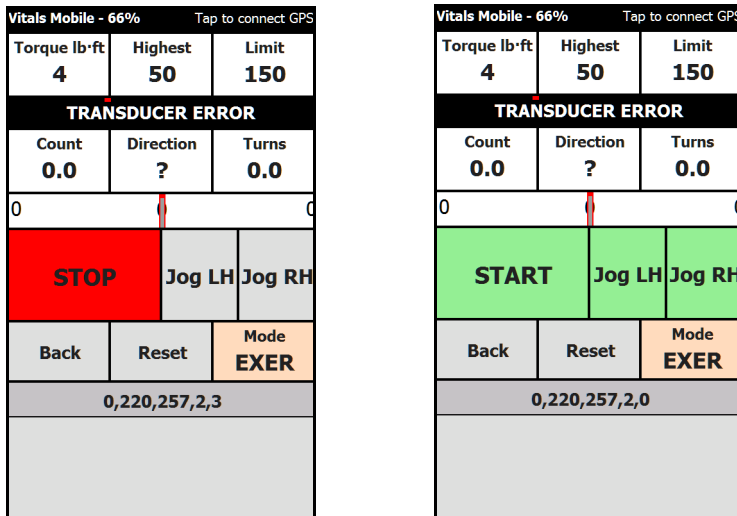 Vitals Mobile - 66% Tap to connect GPS
Torque lb·ft Highest Limit
4 50 150
TRANSDUCER ERROR
Count Direction Turns
0.0 ? 0.0
0 0 0
STOP Jog LH Jog RH
Back Reset Mode
EXER
0,220,257,2,3
Vitals Mobile - 66% Tap to connect GPS
Torque lb·ft Highest Limit
4 50 150
TRANSDUCER ERROR
Count Direction Turns
0.0 ? 0.0
0 0 0
START Jog LH Jog RH
Back Reset Mode
EXER
0,220,257,2,0